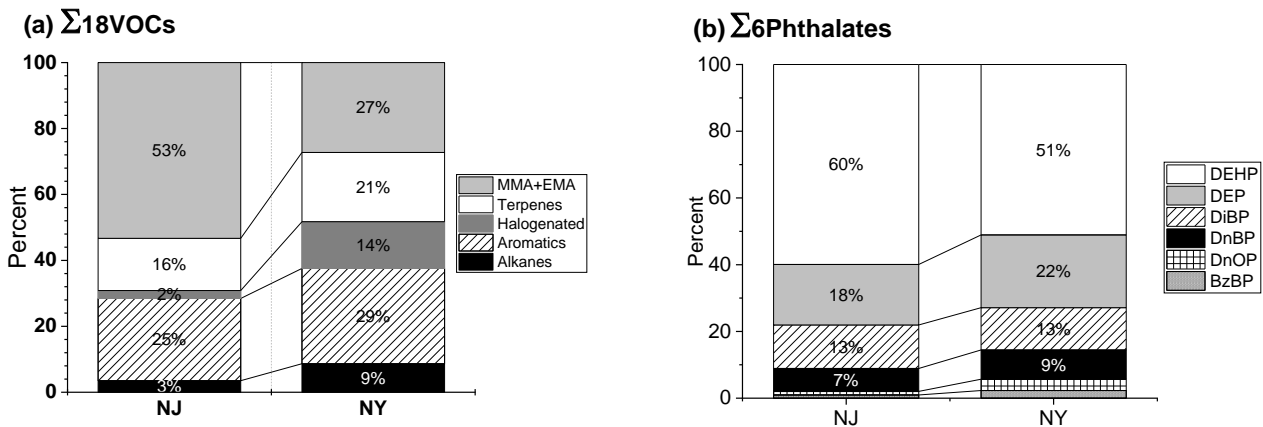 (a) Σ18VOCs
Percent
100
80
60
40
20
0
53%
16%
2%
25%
3%
27%
21%
14%
29%
9%
NJ
NY
MMA+EMA
Terpenes
Halogenated
Aromatics
Alkanes
(b) Σ6Phthalates
Percent
100
80
60
40
20
0
60%
18%
13%
7%
51%
22%
13%
9%
NJ
NY
DEHP
DEP
DiBP
DnBP
DnOP
BzBP